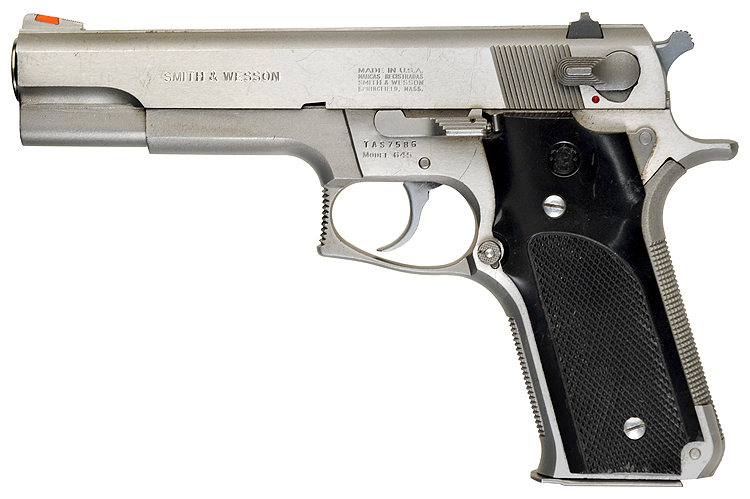 SMITH & WESSON
MADE IN U.S.A.
MARCAS REGISTRADAS
SMITH & WESSON
SPRINGFIELD, MASS.
TAS7586
MODEL 645